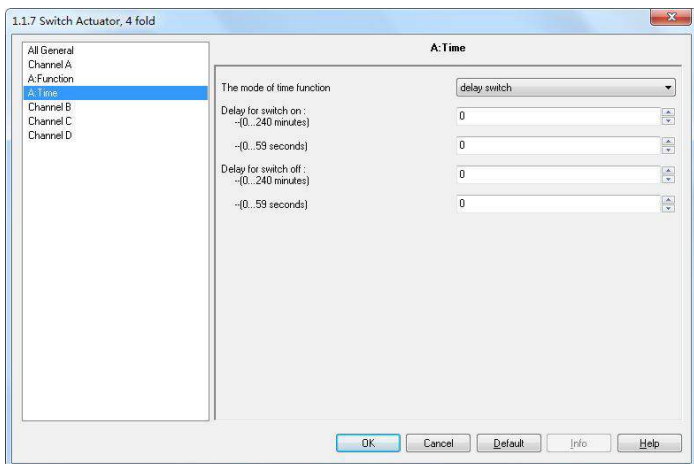 1.1.7 Switch Actuator, 4 fold
All General
Channel A
A:Function
A:Time
Channel B
Channel C
Channel D
A:Time
The mode of time function
delay switch
Delay for switch on :
--(0...240 minutes)
0
--(0...59 seconds)
0
Delay for switch off :
--(0...240 minutes)
0
--(0...59 seconds)
0
OK
Cancel
Default
Info
Help